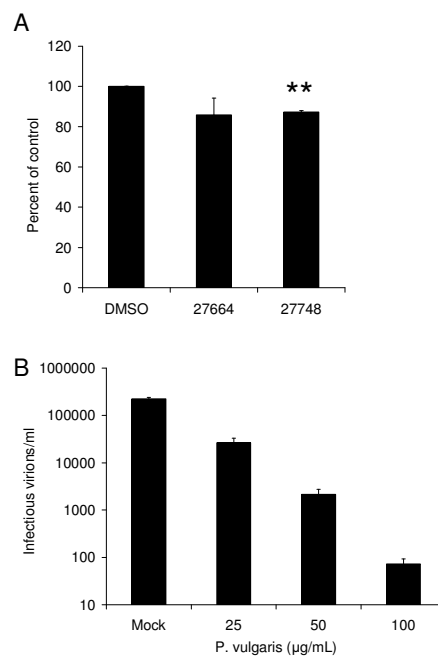 A
Percent of control
120
100
80
60
40
20
0
**
DMSO 27664 27748
B
Infectious virions/ml
1000000
100000
10000
1000
100
10
Mock 25 50 100
P. vulgaris (µg/mL)